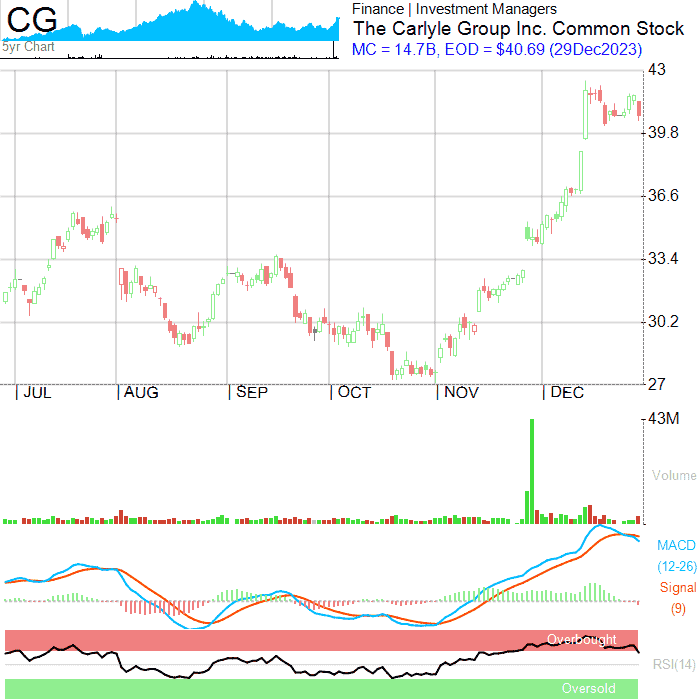 CG
5yr Chart
Finance | Investment Managers
The Carlyle Group Inc. Common Stock
MC = 14.7B, EOD = $40.69 (29Dec2023)
43
39.8
36.6
33.4
30.2
27
| JUL | AUG | SEP | OCT | NOV | DEC
43M
Volume
MACD
(12-26)
Signal
(9)
Overbought
RSI(14)
Oversold